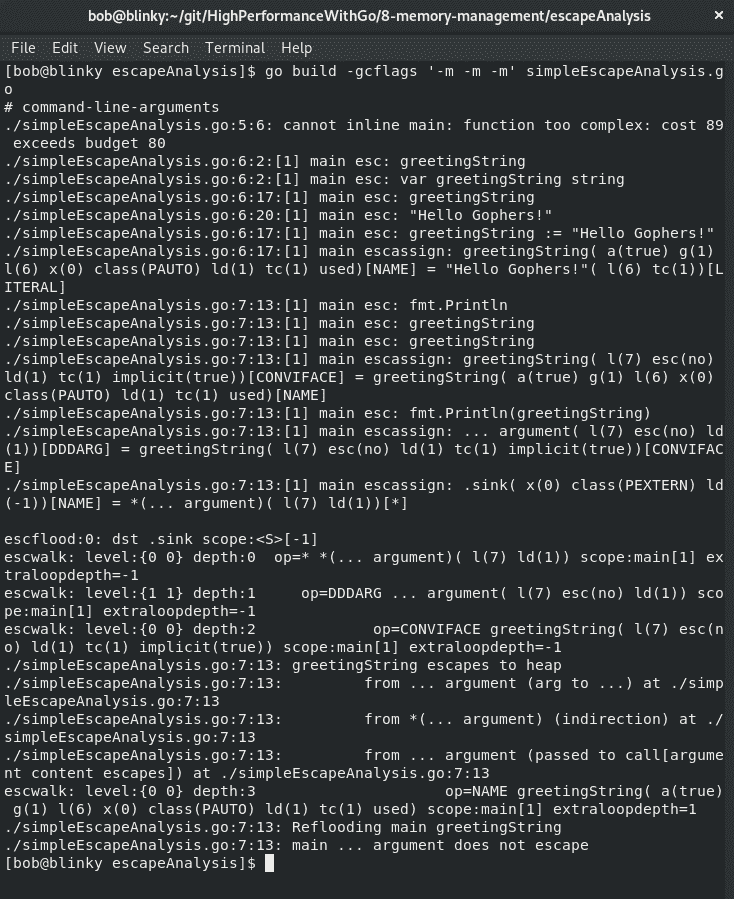 bob@blinky:~/git/HighPerformanceWithGo/8-memory-management/escapeAnalysis ×
File Edit View Search Terminal Help
[bob@blinky escapeAnalysis]$ go build -gcflags '-m -m -m' simpleEscapeAnalysis.g
o
# command-line-arguments
./simpleEscapeAnalysis.go:5:6: cannot inline main: function too complex: cost 89
 exceeds budget 80
./simpleEscapeAnalysis.go:6:2:[1] main esc: greetingString
./simpleEscapeAnalysis.go:6:2:[1] main esc: var greetingString string
./simpleEscapeAnalysis.go:6:17:[1] main esc: greetingString
./simpleEscapeAnalysis.go:6:20:[1] main esc: "Hello Gophers!"
./simpleEscapeAnalysis.go:6:17:[1] main esc: greetingString := "Hello Gophers!"
./simpleEscapeAnalysis.go:6:17:[1] main escassign: greetingString( a(true) g(1)
l(6) x(0) class(PAUTO) ld(1) tc(1) used)[NAME] = "Hello Gophers!"( l(6) tc(1))[L
ITERAL]
./simpleEscapeAnalysis.go:7:13:[1] main esc: fmt.Println
./simpleEscapeAnalysis.go:7:13:[1] main esc: greetingString
./simpleEscapeAnalysis.go:7:13:[1] main esc: greetingString
./simpleEscapeAnalysis.go:7:13:[1] main escassign: greetingString( l(7) esc(no)
ld(1) tc(1) implicit(true))[CONVIFACE] = greetingString( a(true) g(1) l(6) x(0)
class(PAUTO) ld(1) tc(1) used)[NAME]
./simpleEscapeAnalysis.go:7:13:[1] main esc: fmt.Println(greetingString)
./simpleEscapeAnalysis.go:7:13:[1] main escassign: ... argument( l(7) esc(no) ld
(1))[DDDARG] = greetingString( l(7) esc(no) ld(1) tc(1) implicit(true))[CONVIFAC
E]
./simpleEscapeAnalysis.go:7:13:[1] main escassign: .sink( x(0) class(PEXTERN) ld
(-1))[NAME] = *(... argument)( l(7) ld(1))[*]
escflood:0: dst .sink scope:<S>[-1]
escwalk: level:{0 0} depth:0  op=* *(... argument)( l(7) ld(1)) scope:main[1] ex
traloopdepth=-1
escwalk: level:{1 1} depth:1     op=DDDARG ... argument( l(7) esc(no) ld(1)) sco
pe:main[1] extraloopdepth=-1
escwalk: level:{0 0} depth:2             op=CONVIFACE greetingString( l(7) esc(n
o) ld(1) tc(1) implicit(true)) scope:main[1] extraloopdepth=-1
./simpleEscapeAnalysis.go:7:13: greetingString escapes to heap
./simpleEscapeAnalysis.go:7:13:         from ... argument (arg to ...) at ./simp
leEscapeAnalysis.go:7:13
./simpleEscapeAnalysis.go:7:13:         from *(... argument) (indirection) at ./
simpleEscapeAnalysis.go:7:13
./simpleEscapeAnalysis.go:7:13:         from ... argument (passed to call[argume
nt content escapes]) at ./simpleEscapeAnalysis.go:7:13
escwalk: level:{0 0} depth:3                     op=NAME greetingString( a(true)
 g(1) l(6) x(0) class(PAUTO) ld(1) tc(1) used) scope:main[1] extraloopdepth=1
./simpleEscapeAnalysis.go:7:13: Reflooding main greetingString
./simpleEscapeAnalysis.go:7:13: main ... argument does not escape
[bob@blinky escapeAnalysis]$